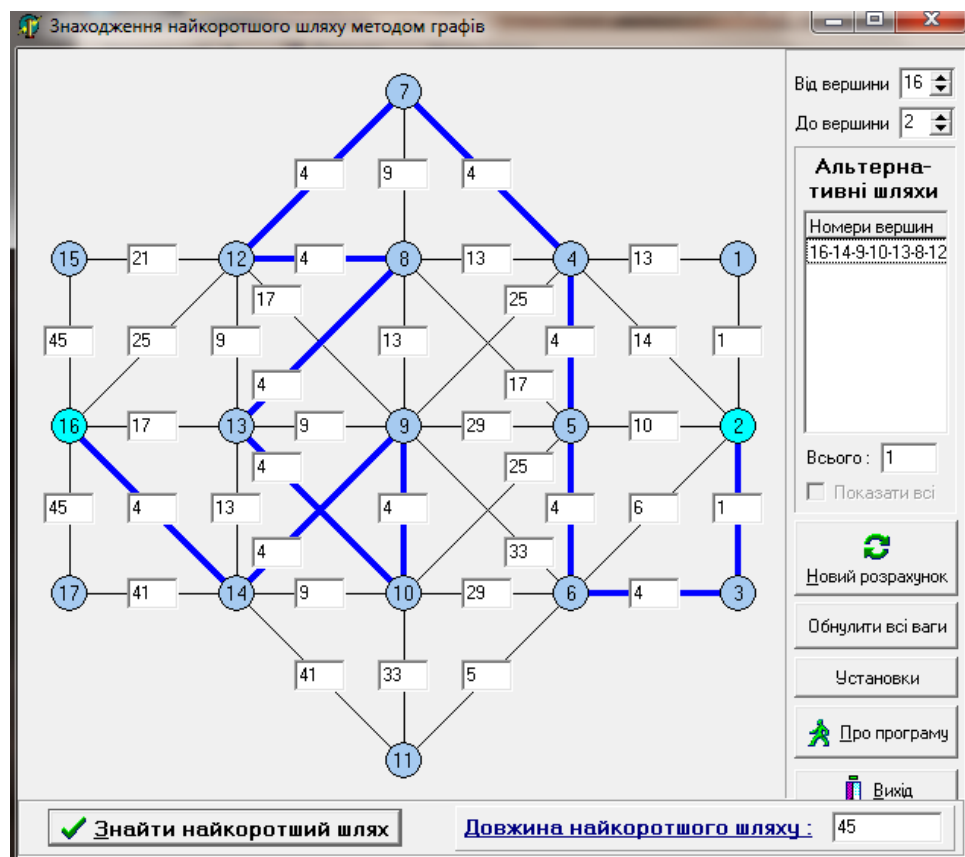 Знаходження найкоротшого шляху методом графів
7
4 9 4
15 21 12 4 8 13 4 13 1
17 25
45 25 9 13 4 14 1
4 17
16 17 13 9 9 29 5 10 2
4 25
45 4 13 4 4 6 1
4 33
17 41 14 9 10 29 6 4 3
41 33 5
11
Від вершини 16
До вершини 2
Альтерна-
тивні шляхи
Номери вершин
16-14-9-10-13-8-12
Всього : 1
Показати всі
Новий розрахунок
Обнулити всі ваги
Установки
Про програму
Вихід
Знайти найкоротший шлях
Довжина найкоротшого шляху : 45